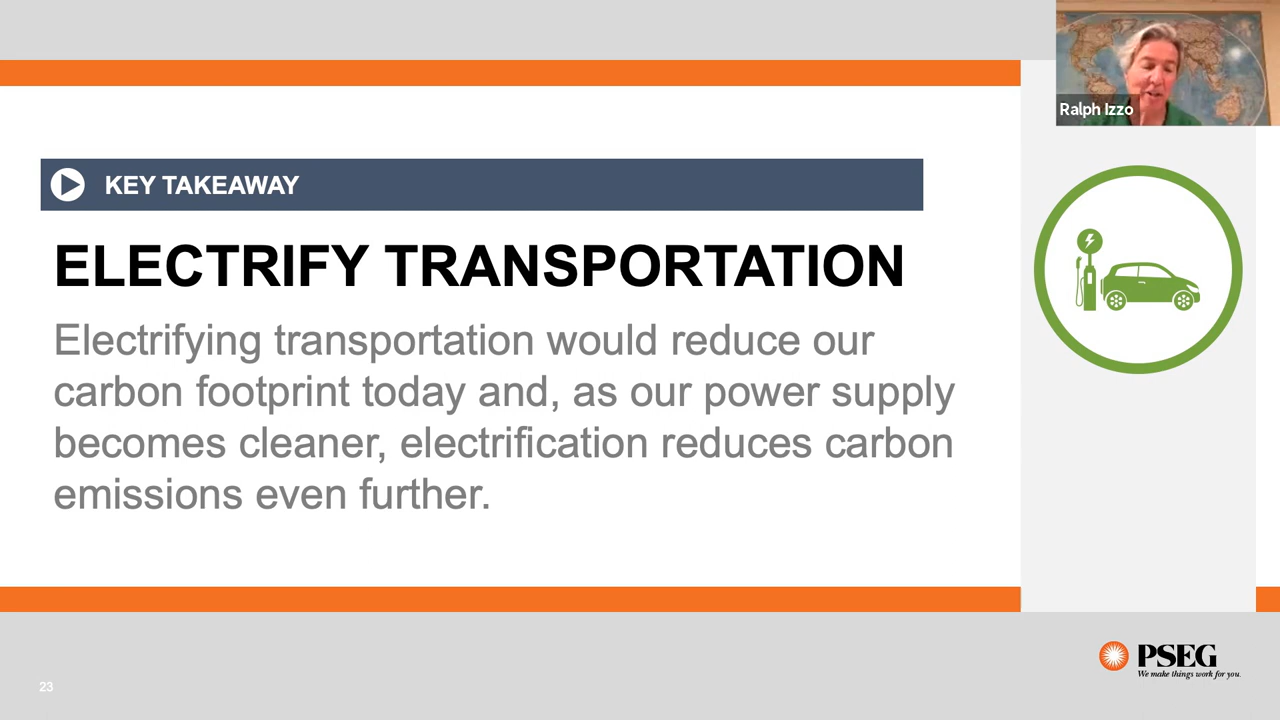 Ralph Izzo
KEY TAKEAWAY
ELECTRIFY TRANSPORTATION
Electrifying transportation would reduce our
carbon footprint today and, as our power supply
becomes cleaner, electrification reduces carbon
emissions even further.
PSEG
We make things work for you.
23